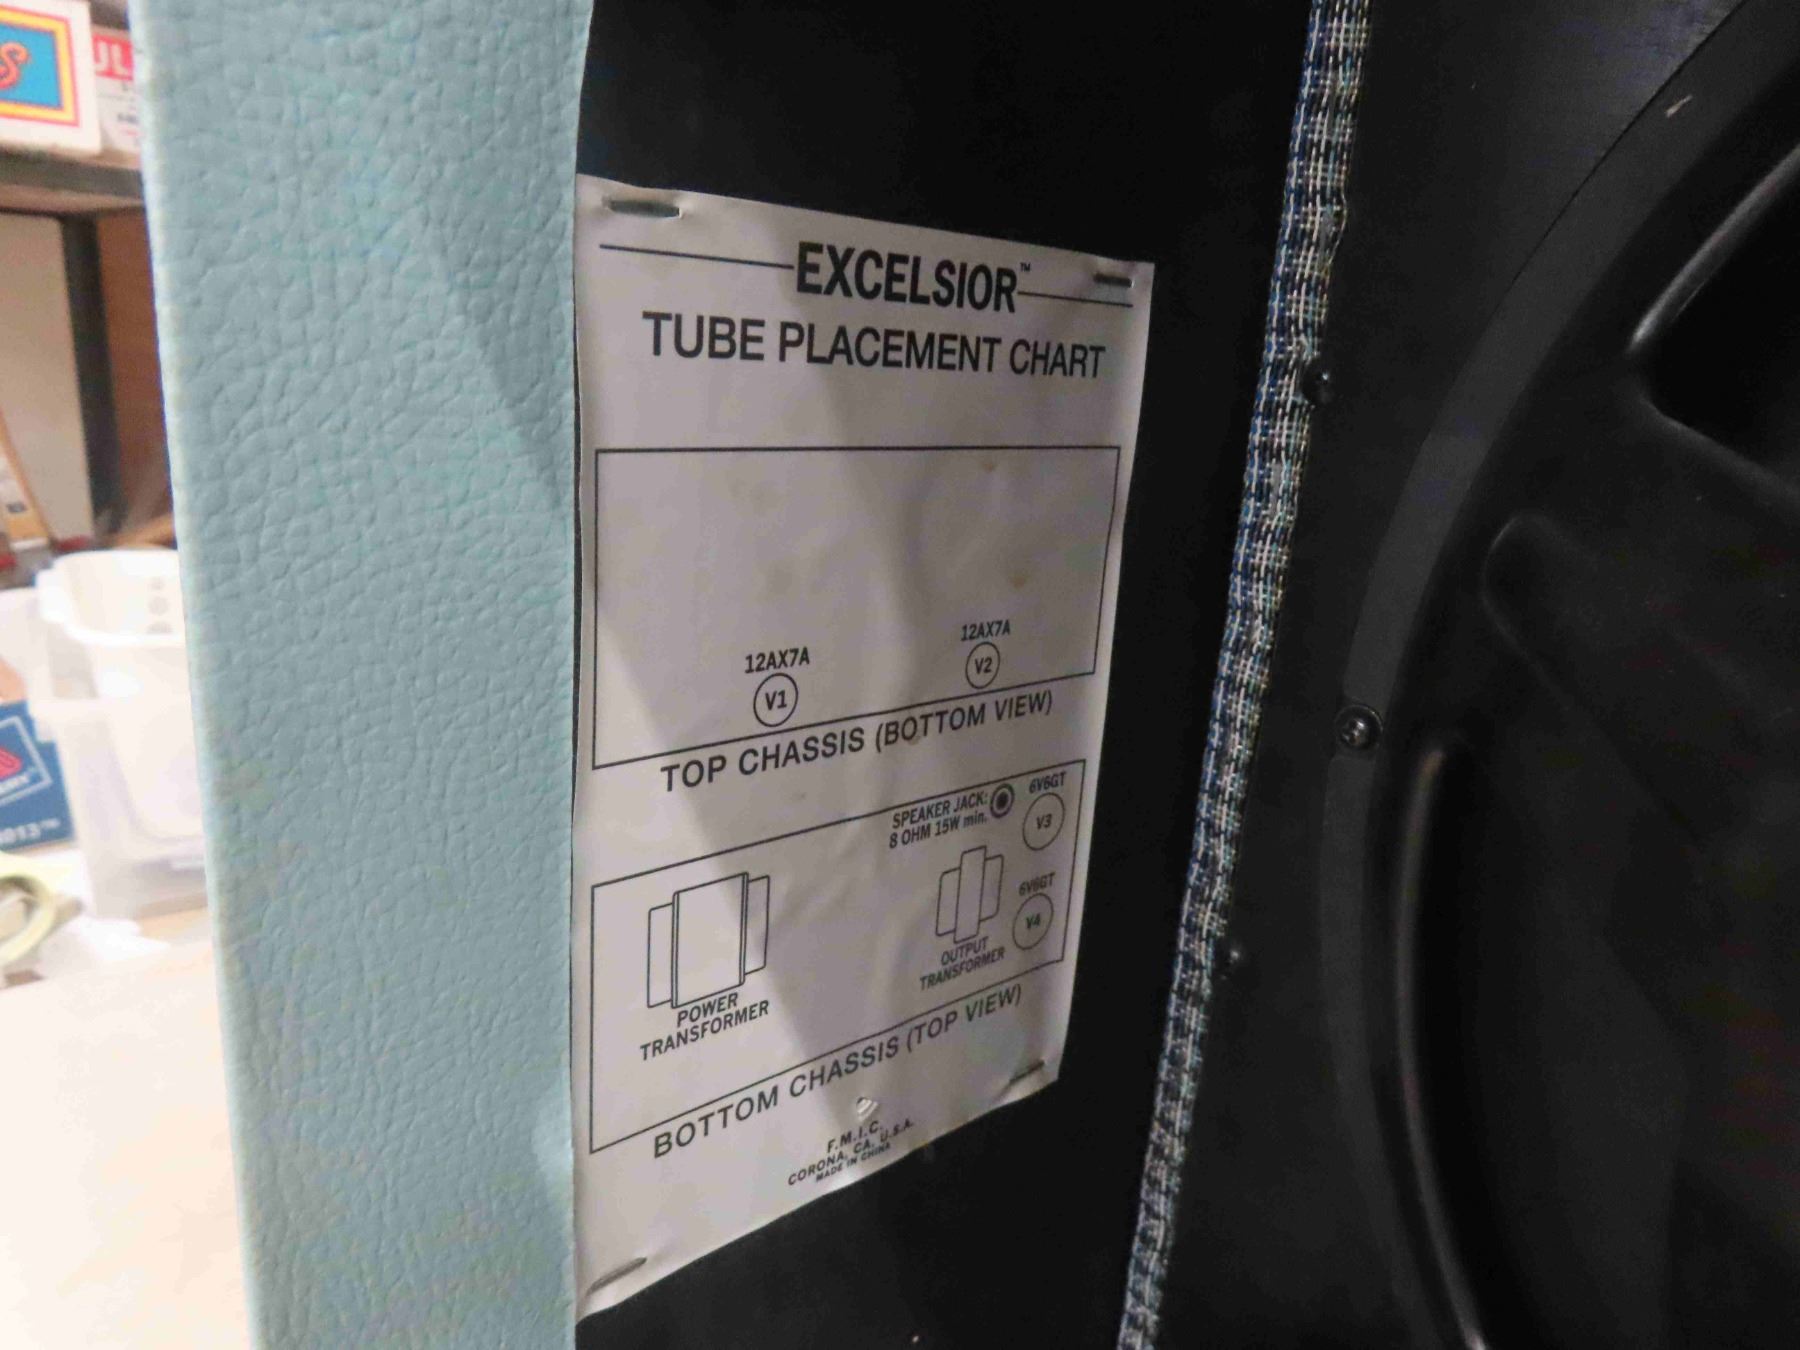 EXCELSIOR™
TUBE PLACEMENT CHART
12AX7A
V1
12AX7A
V2
TOP CHASSIS (BOTTOM VIEW)
SPEAKER JACK:
8 OHM 15W min.
6V6GT
V3
6V6GT
V4
POWER
TRANSFORMER
OUTPUT
TRANSFORMER
BOTTOM CHASSIS (TOP VIEW)
F.M.I.C.
CORONA, CA. U.S.A.
MADE IN CHINA